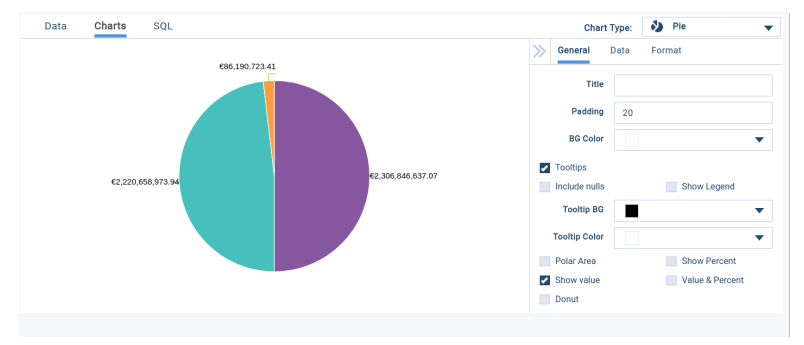 Data Charts SQL
Chart Type: Pie
General Data Format
€86,190,723.41
€2,220,658,973.94
€2,306,846,637.07
Title
Padding 20
BG Color
Tooltips
Include nulls Show Legend
Tooltip BG
Tooltip Color
Polar Area Show Percent
Show value Value & Percent
Donut